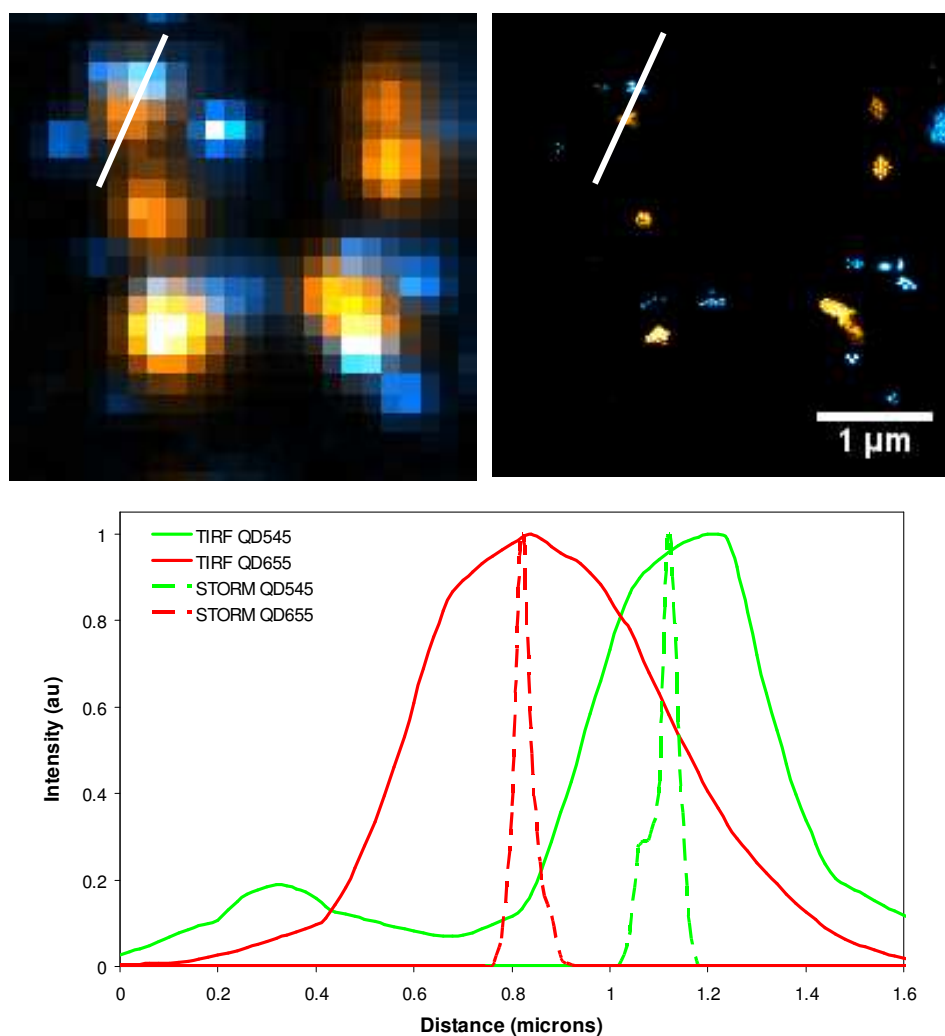 1 µm
TIRF QD545
TIRF QD655
STORM QD545
STORM QD655
Intensity (au)
1
0.8
0.6
0.4
0.2
0
0 0.2 0.4 0.6 0.8 1 1.2 1.4 1.6
Distance (microns)